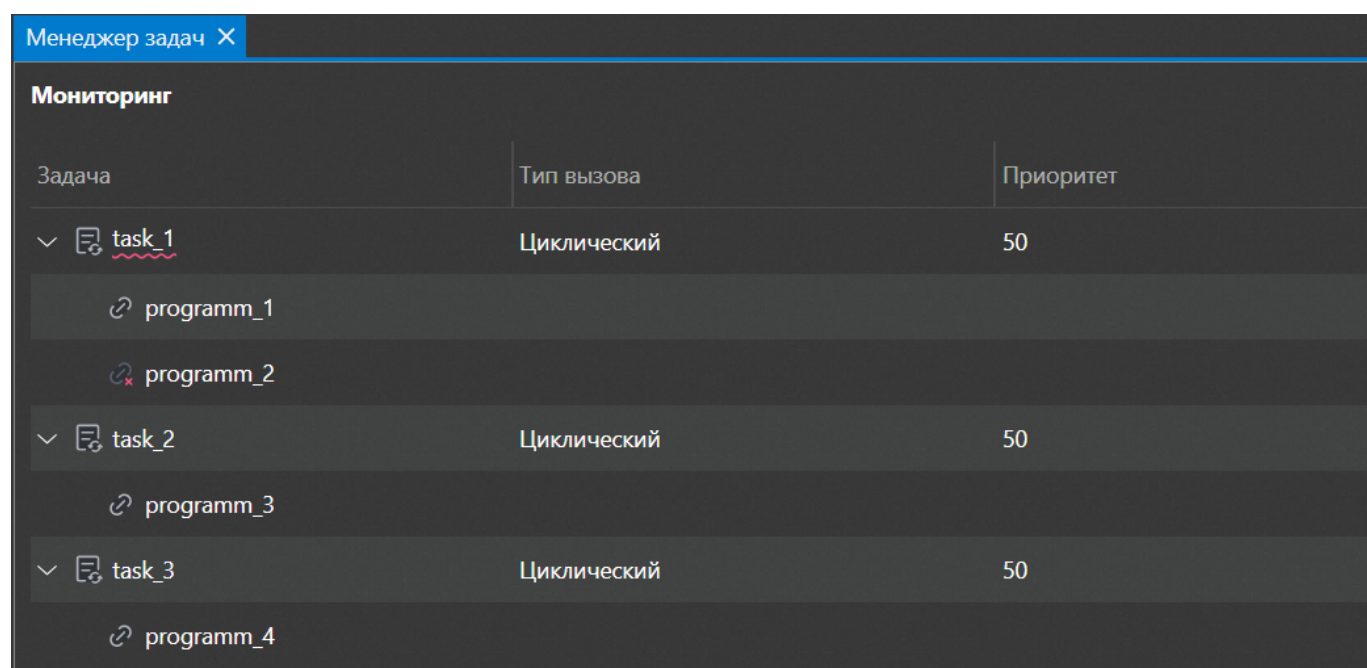 Менеджер задач
Мониторинг
Задача Тип вызова Приоритет
task_1 Циклический 50
programm_1
programm_2
task_2 Циклический 50
programm_3
task_3 Циклический 50
programm_4